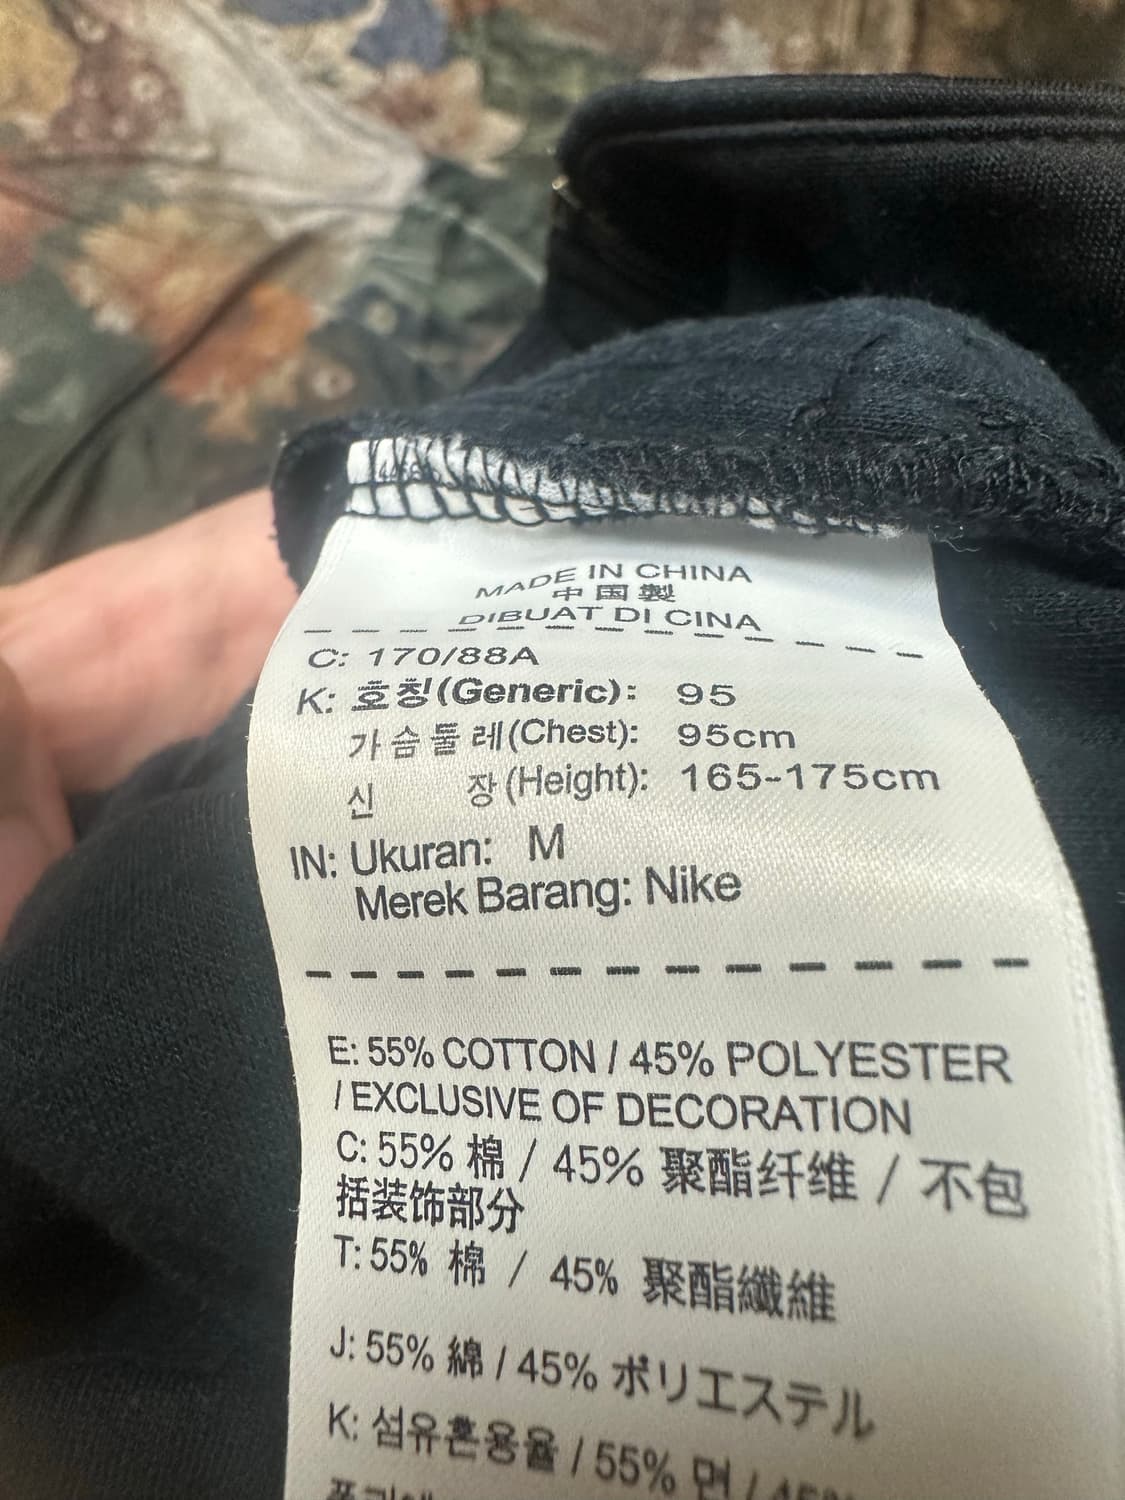 MADE IN CHINA
中国製
DIBUAT DI CINA
C: 170/88A
K: 호칭(Generic): 95
가슴둘레(Chest): 95cm
신 장(Height): 165-175cm
IN: Ukuran: M
Merek Barang: Nike
E: 55% COTTON / 45% POLYESTER
/ EXCLUSIVE OF DECORATION
C: 55% 棉 / 45% 聚酯纤维 / 不包
括装饰部分
T: 55% 棉 / 45% 聚酯纖維
J: 55% 綿 / 45% ポリエステル
K: 섬유혼용율 / 55% 면 /